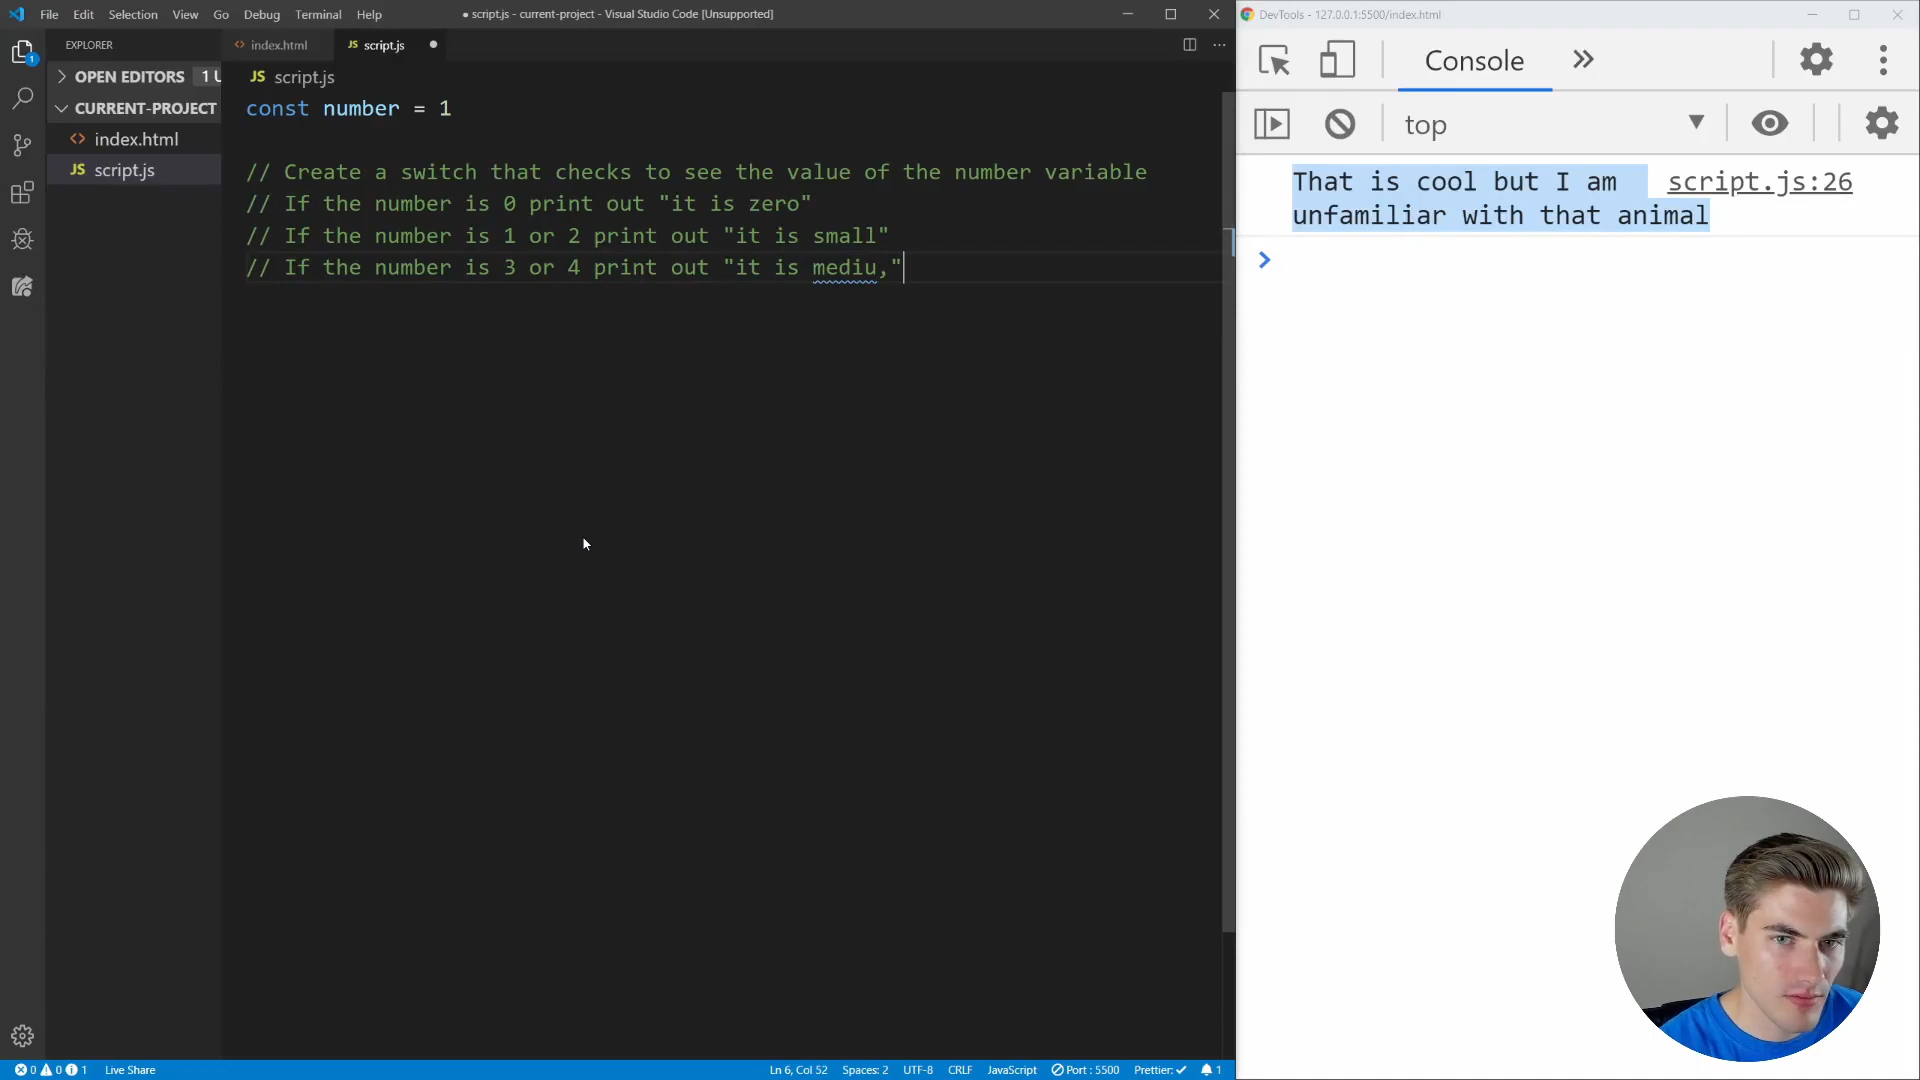 File Edit Selection View Go Debug Terminal Help
● script.js - current-project - Visual Studio Code [Unsupported]
EXPLORER
OPEN EDITORS 1 U
CURRENT-PROJECT
<> index.html
JS script.js
1
<> index.html
JS script.js
JS script.js
const number = 1
// Create a switch that checks to see the value of the number variable
// If the number is 0 print out "it is zero"
// If the number is 1 or 2 print out "it is small"
// If the number is 3 or 4 print out "it is mediu,"
0 0 1 Live Share
Ln 6, Col 52 Spaces: 2 UTF-8 CRLF JavaScript Port : 5500 Prettier: ✓ 1
DevTools - 127.0.0.1:5500/index.html
Console
top
That is cool but I am script.js:26
unfamiliar with that animal